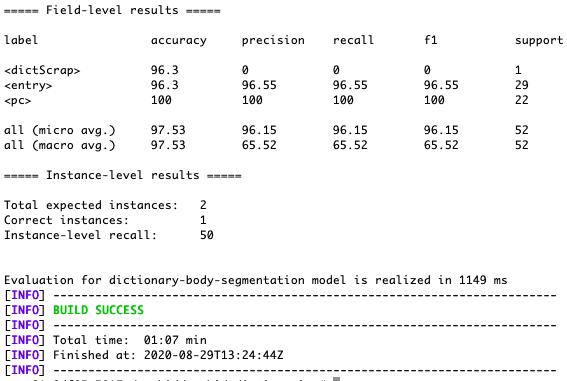 ===== Field-level results =====
label accuracy precision recall f1 support
<dictScrap> 96.3 0 0 0 1
<entry> 96.3 96.55 96.55 96.55 29
<pc> 100 100 100 100 22
all (micro avg.) 97.53 96.15 96.15 96.15 52
all (macro avg.) 97.53 65.52 65.52 65.52 52
===== Instance-level results =====
Total expected instances: 2
Correct instances: 1
Instance-level recall: 50
Evaluation for dictionary-body-segmentation model is realized in 1149 ms
[INFO] ------------------------------------------------------------------------
[INFO] BUILD SUCCESS
[INFO] ------------------------------------------------------------------------
[INFO] Total time: 01:07 min
[INFO] Finished at: 2020-08-29T13:24:44Z
[INFO] ------------------------------------------------------------------------